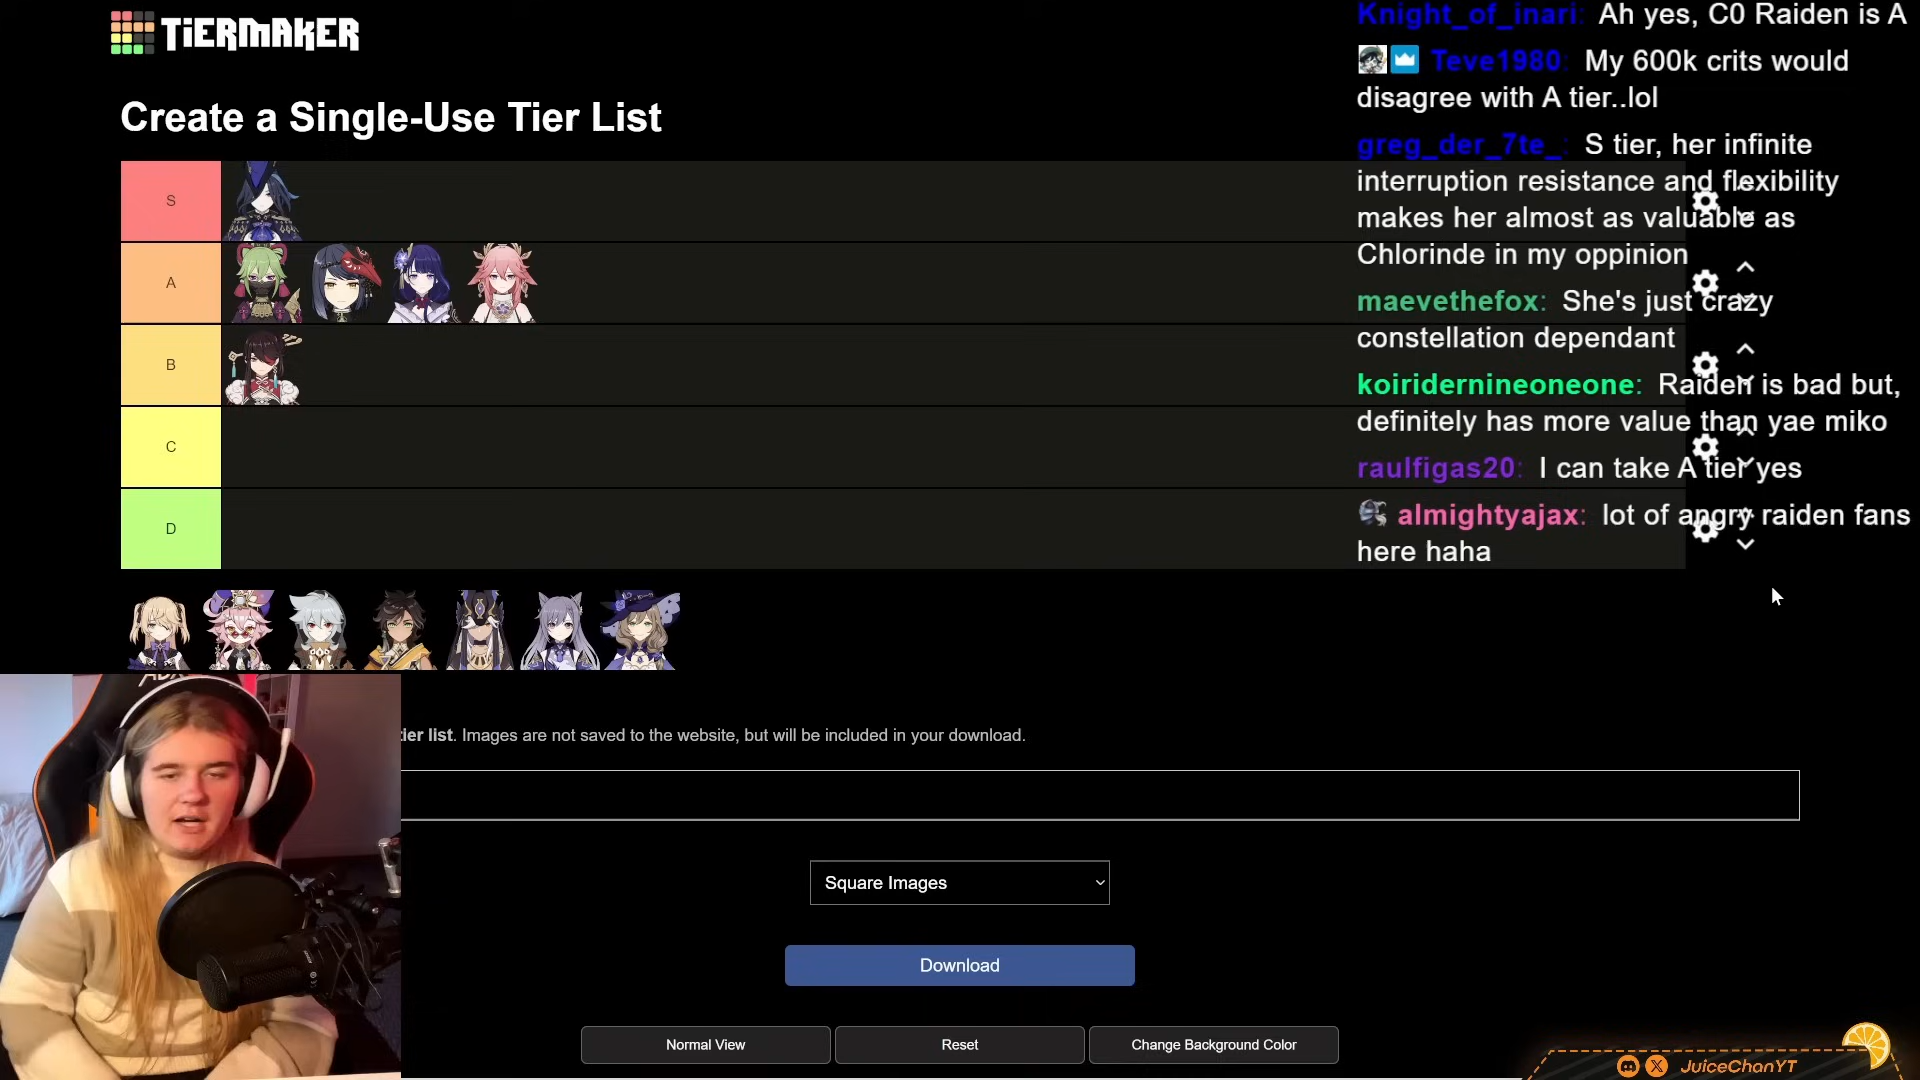 TiERMAKER
Create a Single-Use Tier List
S
A
B
C
D
Knight_of_inari: Ah yes, C0 Raiden is A
Teve1980: My 600k crits would
disagree with A tier..lol
greg_der_7te_: S tier, her infinite
interruption resistance and flexibility
makes her almost as valuable as
Chlorinde in my oppinion
maevethefox: She's just crazy
constellation dependant
koiridernineoneone: Raiden is bad but,
definitely has more value than yae miko
raulfigas20: I can take A tier yes
almightyajax: lot of angry raiden fans
here haha
tier list. Images are not saved to the website, but will be included in your download.
Square Images
Download
Normal View
Reset
Change Background Color
JuiceChanYT